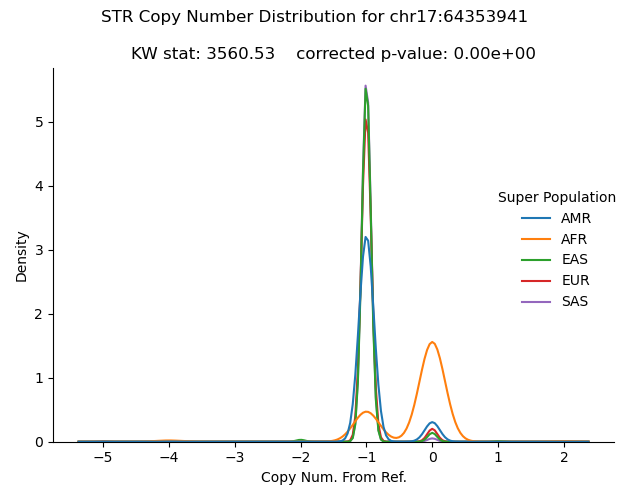 STR Copy Number Distribution for chr17:64353941
KW stat: 3560.53    corrected p-value: 0.00e+00
5
4
3
2
1
0
Density
−5
−4
−3
−2
−1
0
1
2
Copy Num. From Ref.
Super Population
AMR
AFR
EAS
EUR
SAS